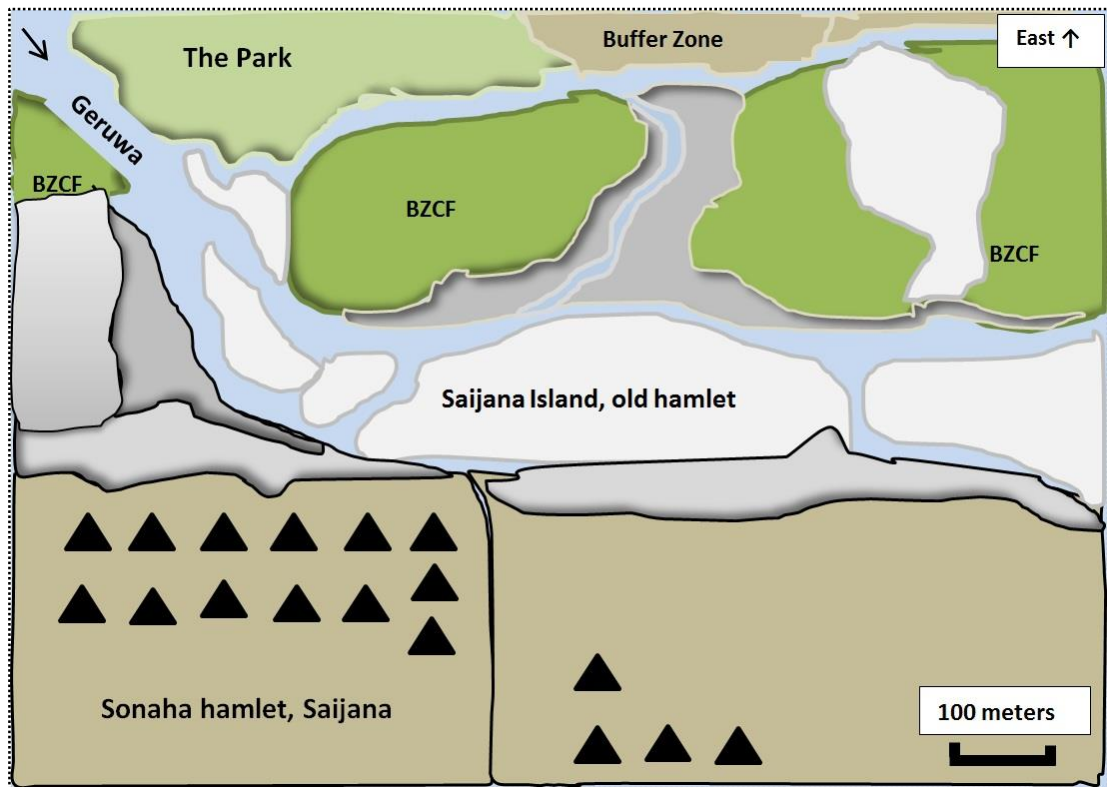 The Park
Buffer Zone
East ↑
Geruwa
BZCF
BZCF
BZCF
Saijana Island, old hamlet
Sonaha hamlet, Saijana
100 meters